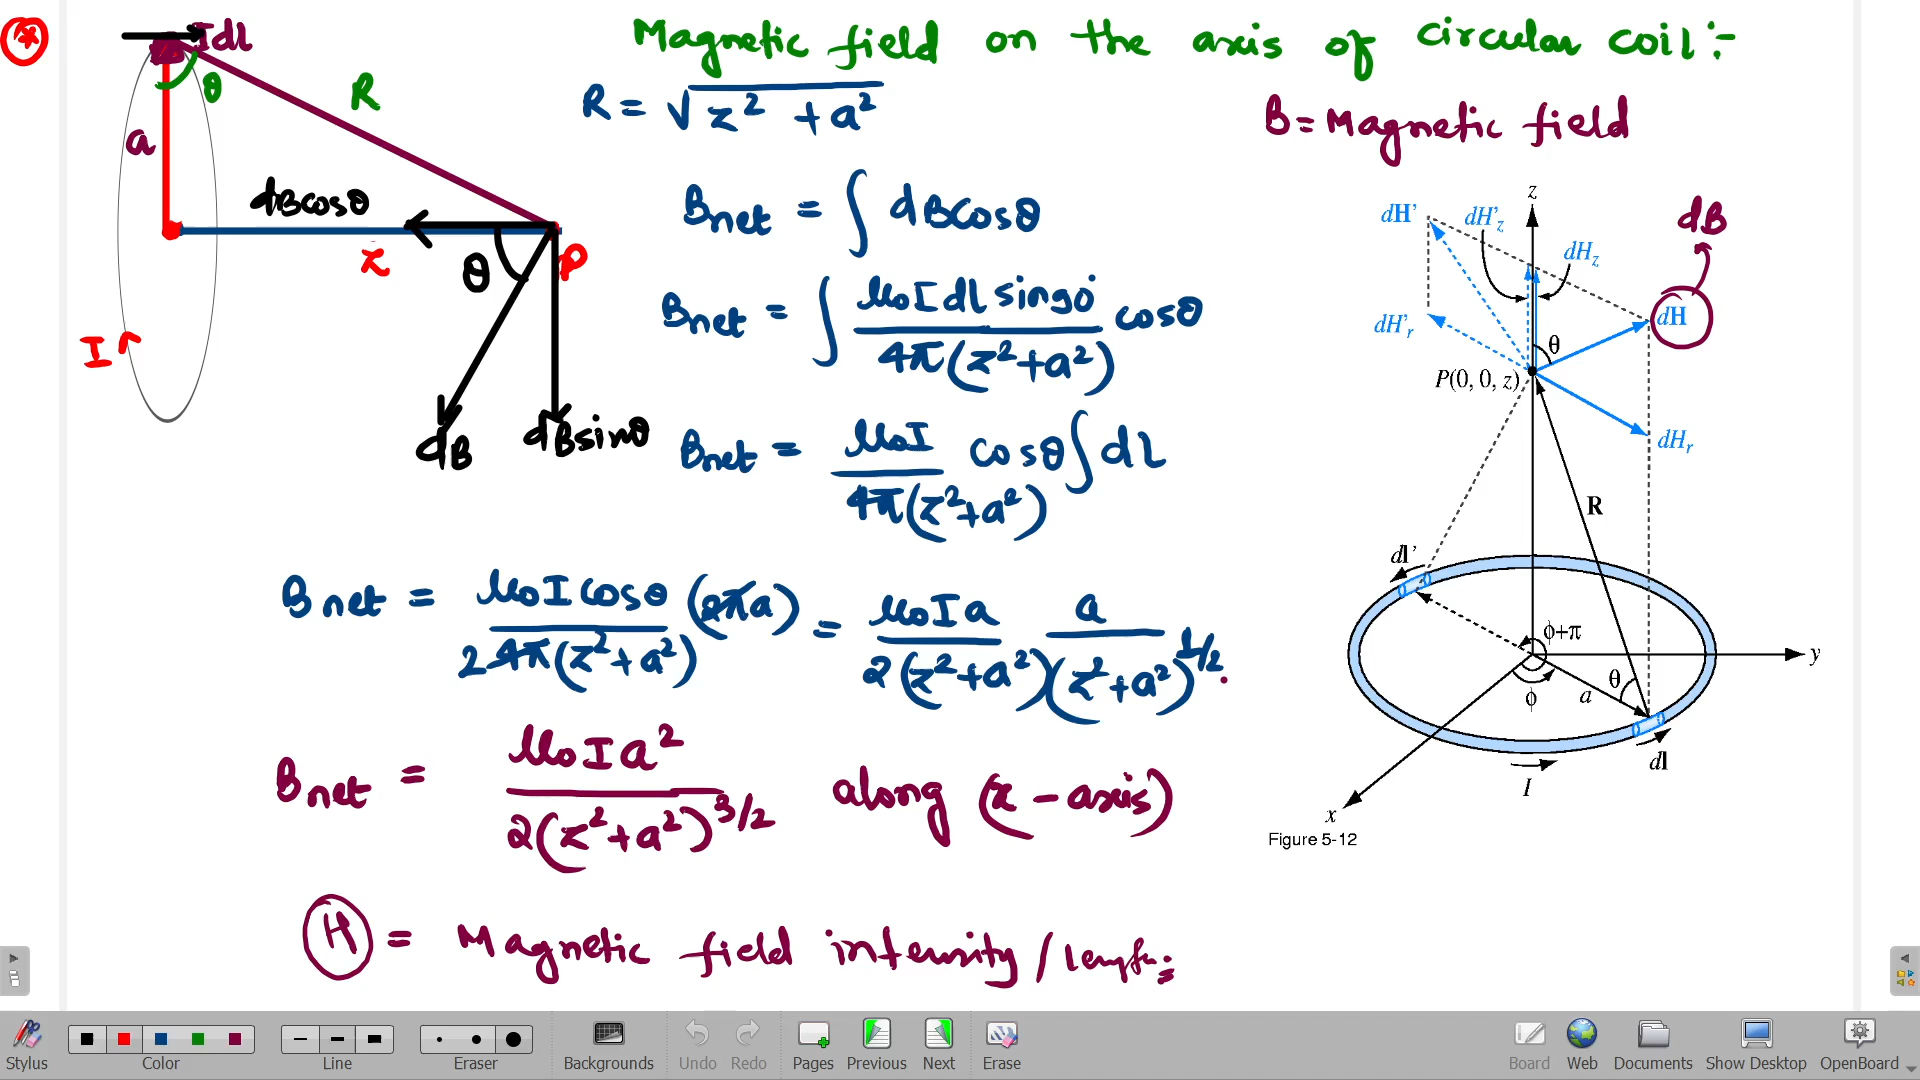 Magnetic field on the axis of circular coil :-
Idl
θ
R
a
R = √z² + a²
B = Magnetic field
dBcosθ
z
θ
P
I
dB
dBsinθ
Bnet = ∫ dBcosθ
Bnet = ∫ μ₀Idl sin90 / 4π(z²+a²) cosθ
Bnet = μ₀I / 4π(z²+a²) cosθ ∫dl
Bnet = μ₀Icosθ / 2 4π(z²+a²) (2πa) = μ₀Ia / 2(z²+a²) a / (z²+a²)^1/2
Bnet = μ₀Ia² / 2(z²+a²)^3/2 along (z-axis)
H = Magnetic field intensity /
z
dB
dH'
dH'z
dHz
dH'r
θ
dH
P(0, 0, z)
dHr
R
dl'
ϕ+π
y
θ
ϕ
a
dl
I
x
Figure 5-12
Stylus
Color
Line
Eraser
Backgrounds
Undo
Redo
Pages
Previous
Next
Erase
Board
Web
Documents
Show Desktop
OpenBoard